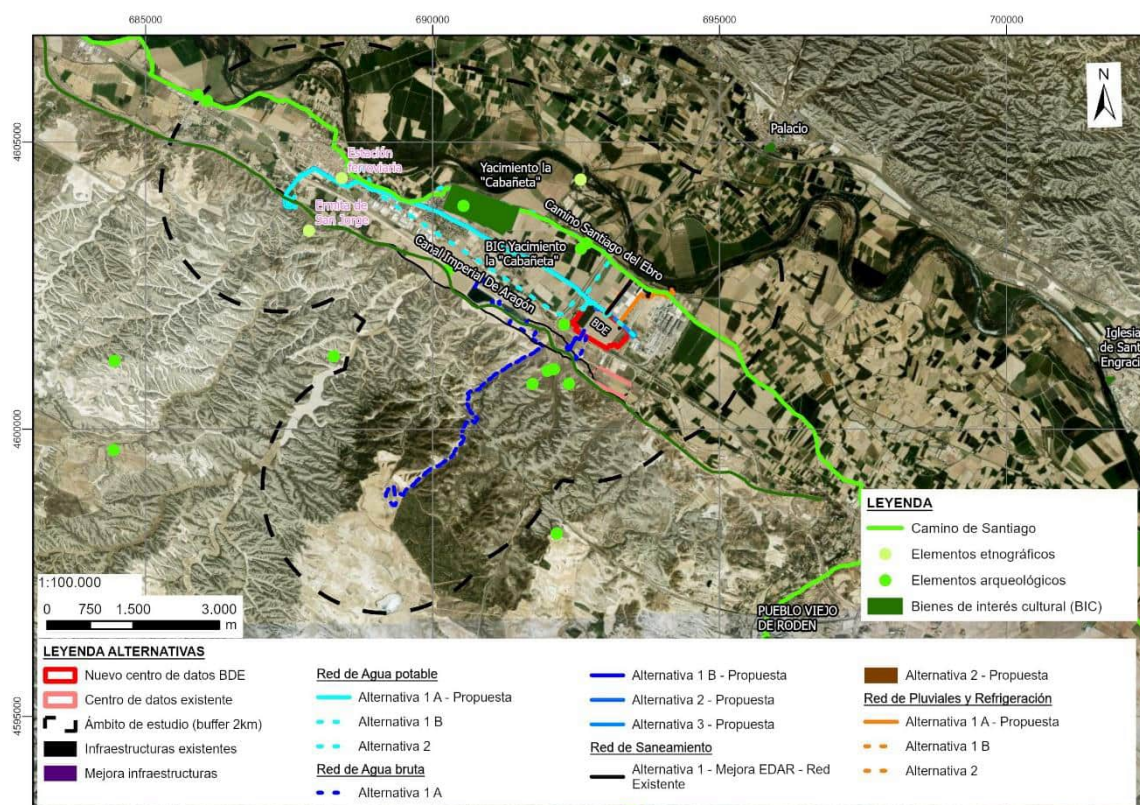 685000 690000 695000 700000
N
4605000
4600000
4595000
Palacio
Estación
ferroviaria
Yacimiento la
"Cabañeta"
Ermita de
San Jorge
Camino Santiago del Ebro
BIC Yacimiento
la "Cabañeta"
Canal Imperial De Aragón
BDE
Iglesia
de Sant
Engraci
PUEBLO VIEJO
DE RODEN
LEYENDA
Camino de Santiago
Elementos etnográficos
Elementos arqueológicos
Bienes de interés cultural (BIC)
1:100.000
0 750 1.500 3.000
m
LEYENDA ALTERNATIVAS
Nuevo centro de datos BDE
Centro de datos existente
Ámbito de estudio (buffer 2km)
Infraestructuras existentes
Mejora infraestructuras
Red de Agua potable
Alternativa 1 A - Propuesta
Alternativa 1 B
Alternativa 2
Red de Agua bruta
Alternativa 1 A
Alternativa 1 B - Propuesta
Alternativa 2 - Propuesta
Alternativa 3 - Propuesta
Red de Saneamiento
Alternativa 1 - Mejora EDAR - Red
Existente
Alternativa 2 - Propuesta
Red de Pluviales y Refrigeración
Alternativa 1 A - Propuesta
Alternativa 1 B
Alternativa 2